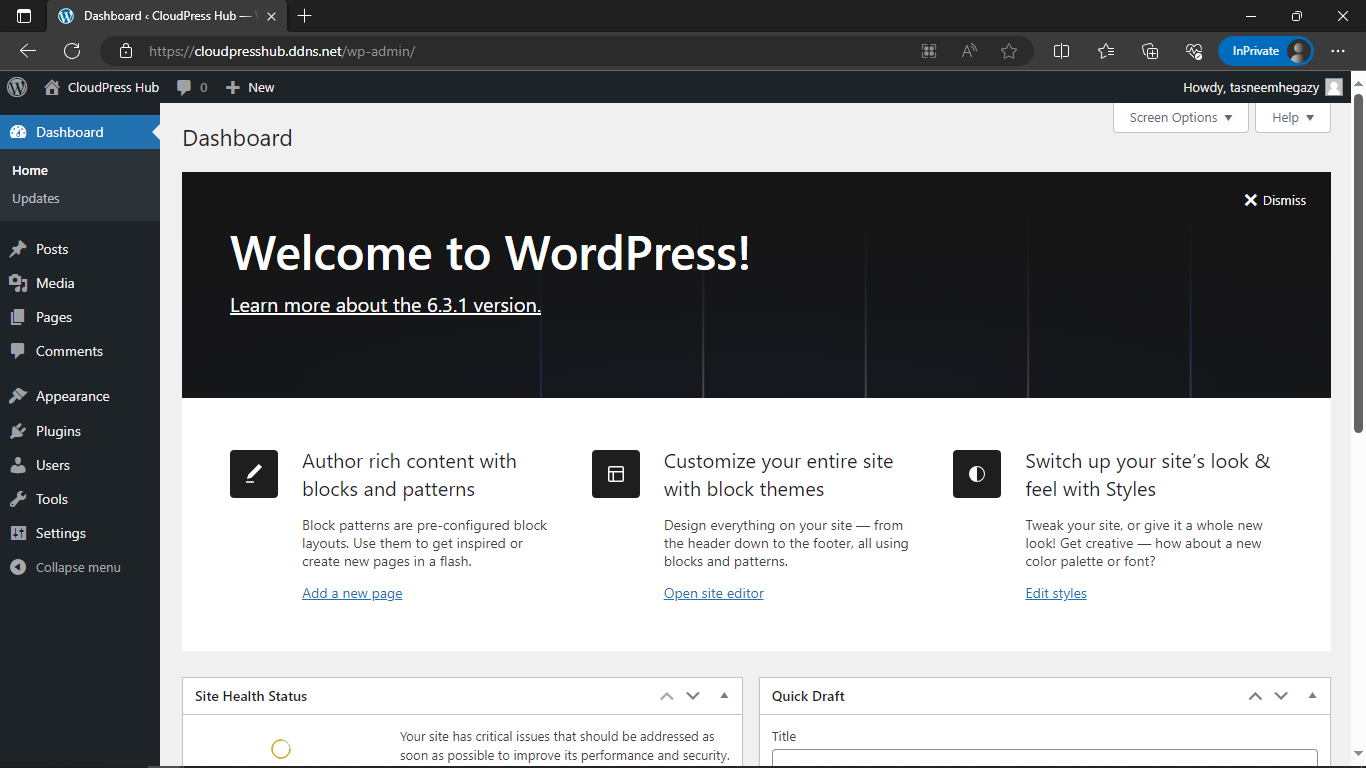 Dashboard ‹ CloudPress Hub —
https://cloudpresshub.ddns.net/wp-admin/
InPrivate
CloudPress Hub
0
New
Howdy, tasneemhegazy
Dashboard
Home
Updates
Posts
Media
Pages
Comments
Appearance
Plugins
Users
Tools
Settings
Collapse menu
Screen Options
Help
Dashboard
Dismiss
Welcome to WordPress!
Learn more about the 6.3.1 version.
Author rich content with
blocks and patterns
Block patterns are pre-configured block
layouts. Use them to get inspired or
create new pages in a flash.
Add a new page
Customize your entire site
with block themes
Design everything on your site — from
the header down to the footer, all using
blocks and patterns.
Open site editor
Switch up your site’s look &
feel with Styles
Tweak your site, or give it a whole new
look! Get creative — how about a new
color palette or font?
Edit styles
Site Health Status
Your site has critical issues that should be addressed as
soon as possible to improve its performance and security.
Quick Draft
Title